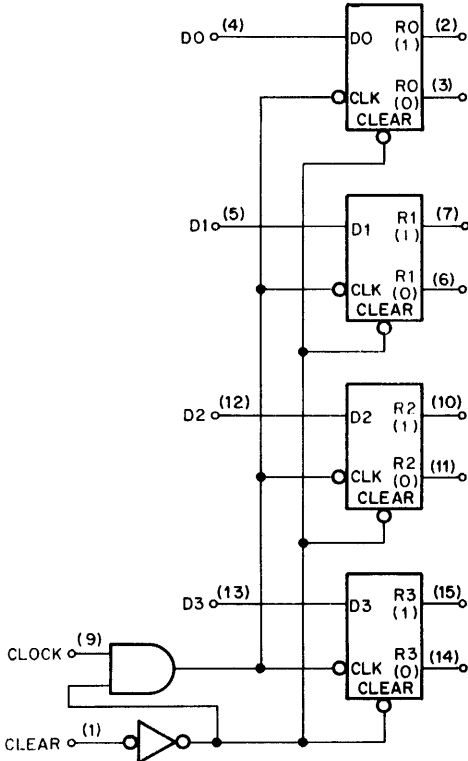 D0 (4) D0 R0 (1) (2)
R0 (0) (3)
CLK
CLEAR
D1 (5) D1 R1 (1) (7)
R1 (0) (6)
CLK
CLEAR
D2 (12) D2 R2 (1) (10)
R2 (0) (11)
CLK
CLEAR
D3 (13) D3 R3 (1) (15)
R3 (0) (14)
CLK
CLEAR
CLOCK (9)
CLEAR (1)